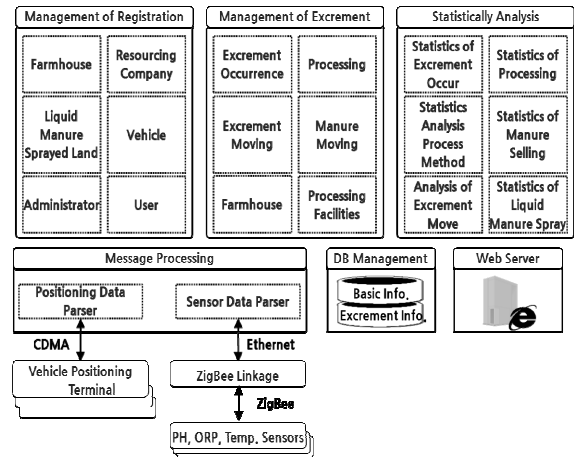 Management of Registration
Farmhouse
Resourcing
Company
Liquid
Manure
Sprayed Land
Vehicle
Administrator
User
Management of Excrement
Excrement
Occurrence
Processing
Excrement
Moving
Manure
Moving
Farmhouse
Processing
Facilities
Statistically Analysis
Statistics of
Excrement
Occur
Statistics of
Processing
Statistics
Analysis
Process
Method
Statistics of
Manure
Selling
Analysis of
Excrement
Move
Statistics of
Liquid
Manure Spray
Message Processing
Positioning Data
Parser
Sensor Data Parser
DB Management
Basic Info.
Excrement Info.
Web Server
CDMA
Ethernet
Vehicle Positioning
Terminal
ZigBee Linkage
ZigBee
PH, ORP, Temp. Sensors